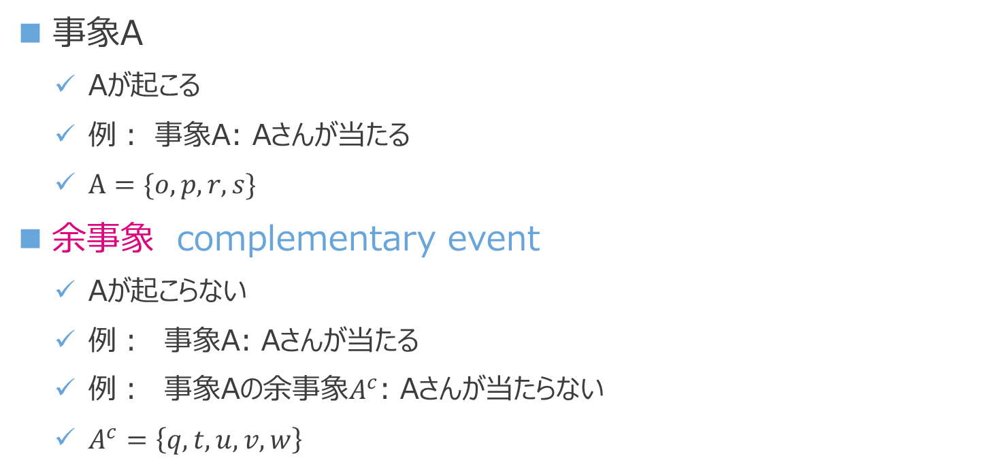 ■ 事象A
✓ Aが起こる
✓ 例： 事象A: Aさんが当たる
✓ A = {o, p, r, s}
■ 余事象 complementary event
✓ Aが起こらない
✓ 例： 事象A: Aさんが当たる
✓ 例： 事象Aの余事象Aᶜ: Aさんが当たらない
✓ Aᶜ = {q, t, u, v, w}